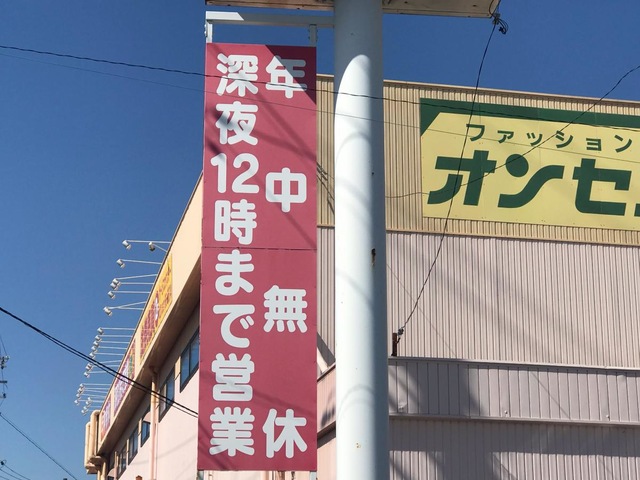 年中無休
深夜12時まで営業
ファッション
オンセ